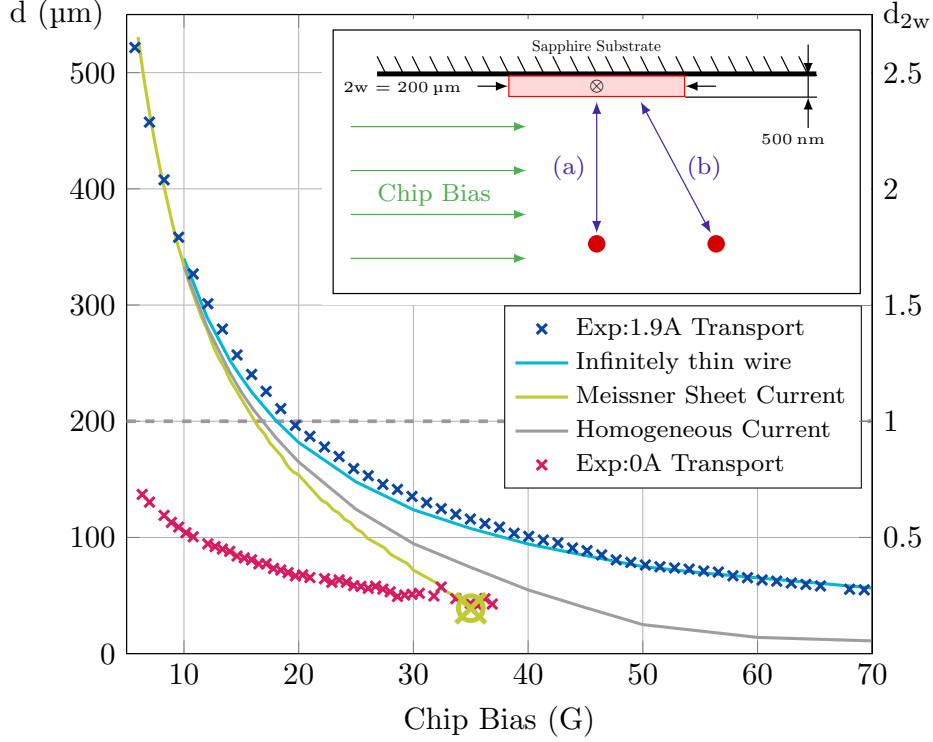 d (µm)
d2w
500
400
300
200
100
0
2.5
2
1.5
1
0.5
0
10
20
30
40
50
60
70
Chip Bias (G)
Sapphire Substrate
2w = 200 µm
500 nm
(a)
(b)
Chip Bias
Exp:1.9A Transport
Infinitely thin wire
Meissner Sheet Current
Homogeneous Current
Exp:0A Transport